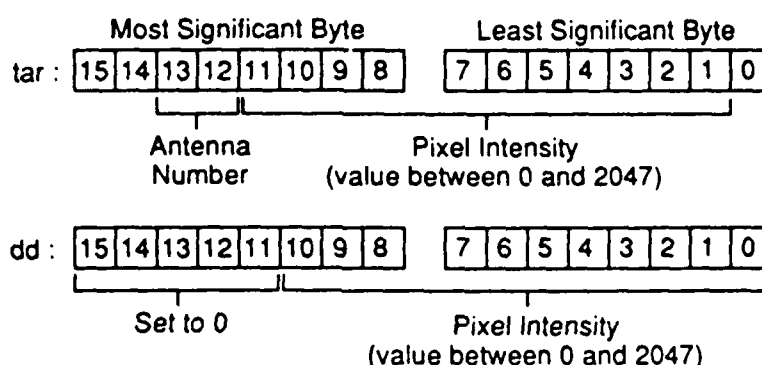 Most Significant Byte Least Significant Byte
tar : 15 14 13 12 11 10 9 8 7 6 5 4 3 2 1 0
Antenna Number Pixel Intensity
(value between 0 and 2047)
dd : 15 14 13 12 11 10 9 8 7 6 5 4 3 2 1 0
Set to 0 Pixel Intensity
(value between 0 and 2047)